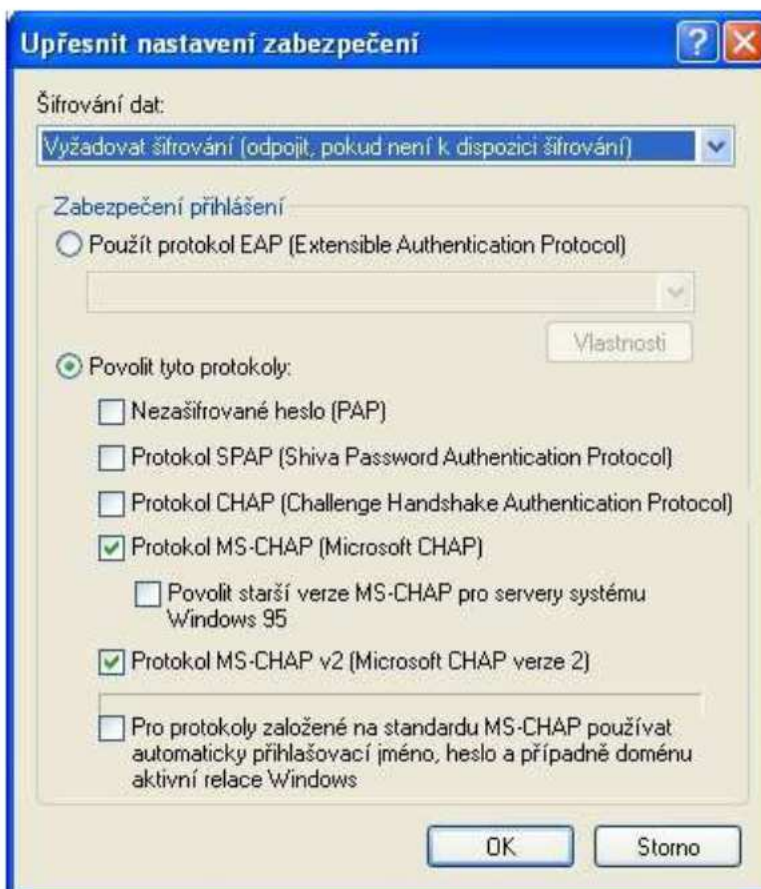 Upřesnit nastavení zabezpečení
Šifrování dat:
Vyžadovat šifrování (odpojit, pokud není k dispozici šifrování)
Zabezpečení přihlášení
Použít protokol EAP (Extensible Authentication Protocol)
Vlastnosti
Povolit tyto protokoly:
Nezašifrované heslo (PAP)
Protokol SPAP (Shiva Password Authentication Protocol)
Protokol CHAP (Challenge Handshake Authentication Protocol)
Protokol MS-CHAP (Microsoft CHAP)
Povolit starší verze MS-CHAP pro servery systému
Windows 95
Protokol MS-CHAP v2 (Microsoft CHAP verze 2)
Pro protokoly založené na standardu MS-CHAP používat
automaticky přihlašovací jméno, heslo a případně doménu
aktivní relace Windows
OK
Storno